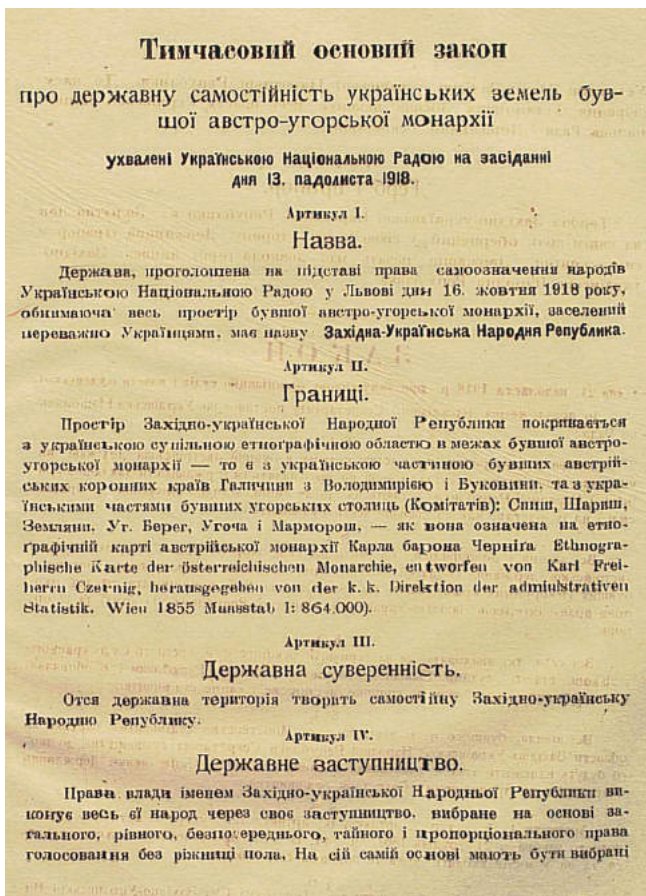 Тимчасовий основий закон
про державну самостійність українських земель був-
шої австро-угорської монархії
ухвалені Українською Національною Радою на засіданні
дня 13. падолиста 1918.
Артикул I.
Назва.
Держава, проголошена на підставі права самоозначення народів
Українською Національною Радою у Львові дня 16. жовтня 1918 року,
обнимаюча весь простір бувшої австро-угорської монархії, заселений
переважно Українцями, має назву Західна-Українська Народня Република.
Артикул II.
Границі.
Простір Західно-української Народної Републики покривається
з українською суцільною етнографічною областю в межах бувшої австро-
угорської монархії — то є з українською частиною бувших австрій-
ських коронних країв Галичини з Володимирією і Буковини, та з укра-
їнськими частями бувших угорських столиць (Комітатів): Спиш, Шариш,
Земплин, Уг. Берег, Угоча і Марморош, — як вона означена на етно-
ґрафічній карті австрійської монархії Карла барона Черніґа Ethnogra-
phische Karte der österreichischen Monarchie, entworfen von Karl Frei-
herrn Czernig, herausgegeben von der k. k. Direktion der administrativen
Statistik. Wien 1855 Maasstab 1: 864.000).
Артикул III.
Державна суверенність.
Отся державна територія творить самостійну Західно-українську
Народню Републику.
Артикул IV.
Державне заступництво.
Права влади іменем Західно-української Народньої Републики ви-
конує весь єї народ через своє заступництво, вибране на основі за-
гального, рівного, безпосереднього, тайного і пропорціонального права
голосовання без ріжниці пола. На сій самій основі мають бути вибрані